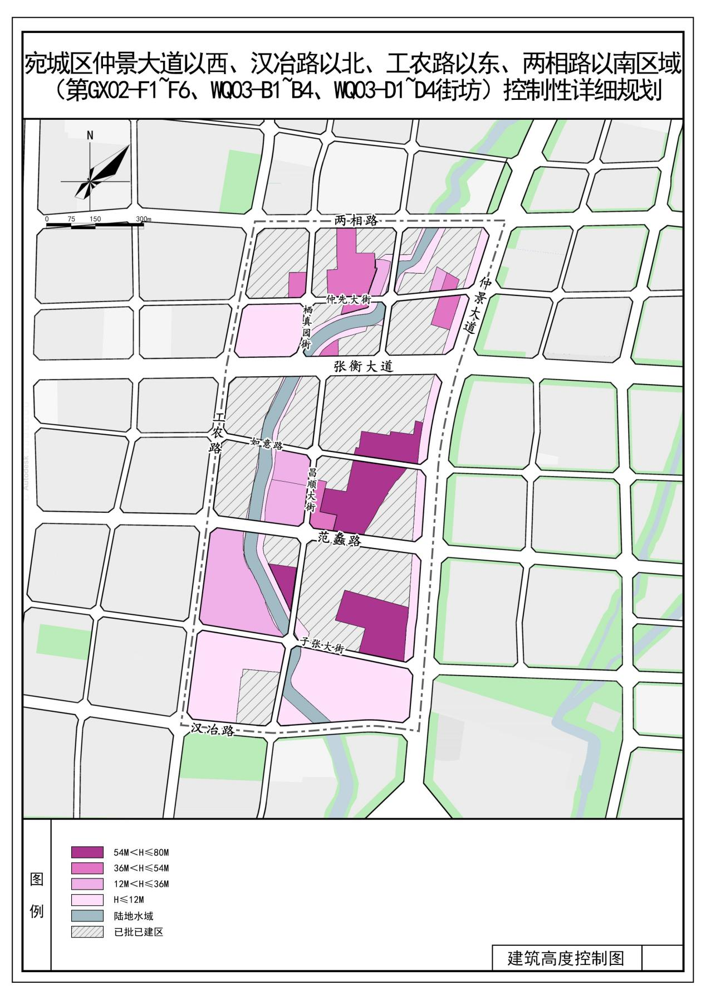 宛城区仲景大道以西、汉冶路以北、工农路以东、两相路以南区域
（第GX02-F1~F6、WQ03-B1~B4、WQ03-D1~D4街坊）控制性详细规划
N
0 75 150 300m
两相路
仲景大道
仲先大街
栖真园街
张衡大道
工农路
如意路
昌顺大街
范蠡路
子张大街
汉冶路
Autodesk
图例
54M<H≤80M
36M<H≤54M
12M<H≤36M
H≤12M
陆地水域
已批已建区
建筑高度控制图